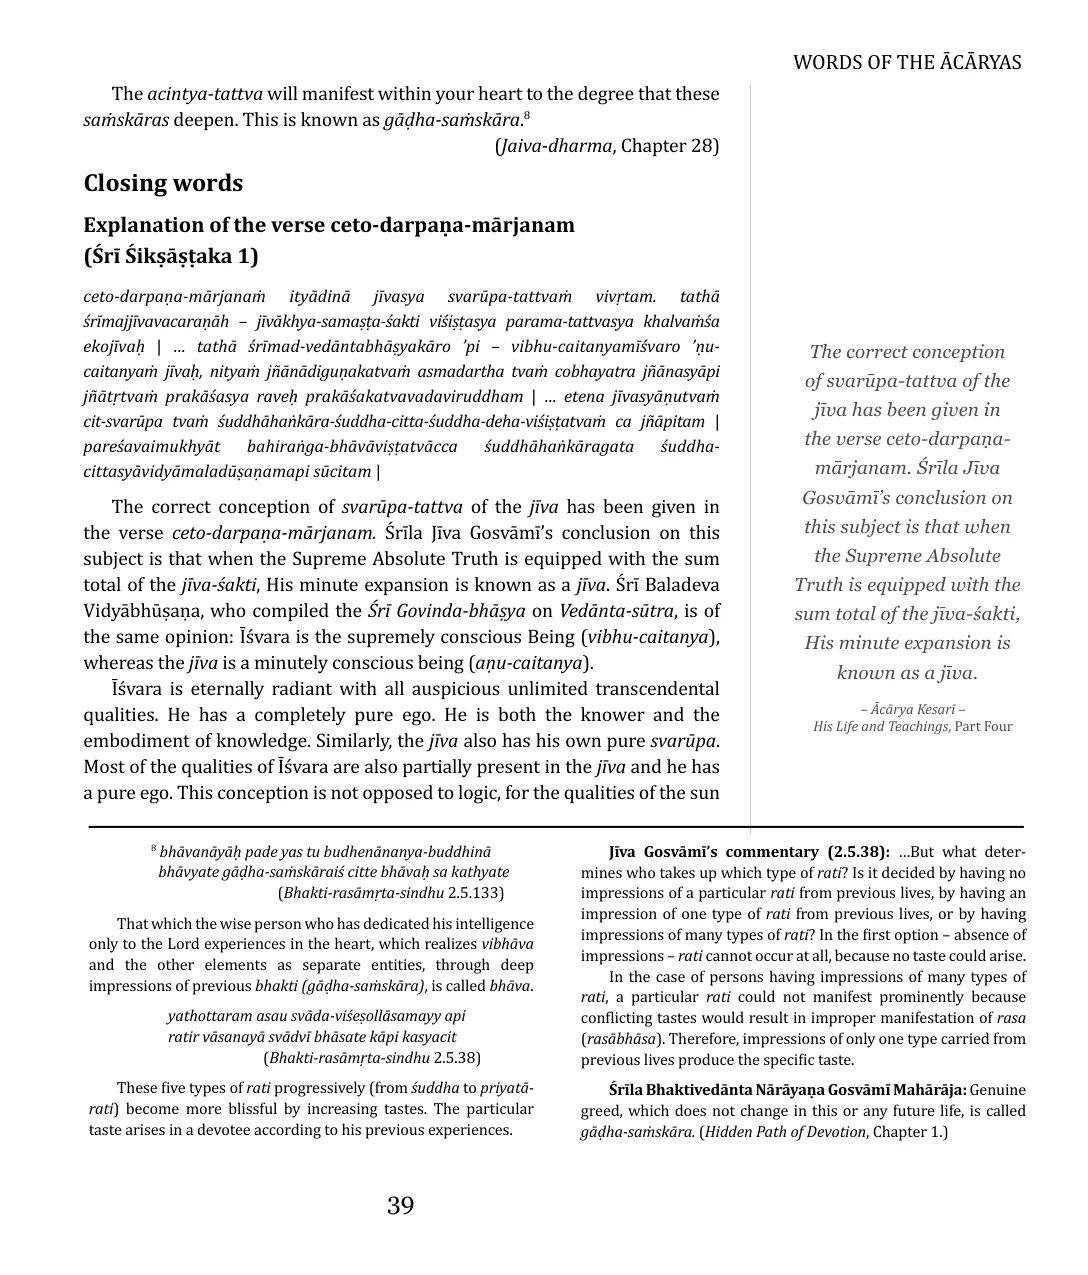 WORDS OF THE ĀCĀRYAS
The acintya-tattva will manifest within your heart to the degree that these
saṁskāras deepen. This is known as gāḍha-saṁskāra.⁸
(Jaiva-dharma, Chapter 28)
Closing words
Explanation of the verse ceto-darpaṇa-mārjanam
(Śrī Śikṣāṣṭaka 1)
ceto-darpaṇa-mārjanaṁ ityādinā jīvasya svarūpa-tattvaṁ vivṛtam. tathā
śrīmajjīvavacaraṇāh – jīvākhya-samaṣṭa-śakti viśiṣṭasya parama-tattvasya khalvaṁśa
ekojīvaḥ | ... tathā śrīmad-vedāntabhāṣyakāro ’pi – vibhu-caitanyamīśvaro ’ṇu-
caitanyaṁ jīvaḥ, nityaṁ jñānādiguṇakatvaṁ asmadartha tvaṁ cobhayatra jñānasyāpi
jñātṛtvaṁ prakāśasya raveḥ prakāśakatvavadaviruddham | ... etena jīvasyāṇutvaṁ
cit-svarūpa tvaṁ śuddhāhaṅkāra-śuddha-citta-śuddha-deha-viśiṣṭatvaṁ ca jñāpitam |
pareśavaimukhyāt bahiraṅga-bhāvāviṣṭatvācca śuddhāhaṅkāragata śuddha-
cittasyāvidyāmaladūṣaṇamapi sūcitam |
The correct conception of svarūpa-tattva of the jīva has been given in
the verse ceto-darpaṇa-mārjanam. Śrīla Jīva Gosvāmī’s conclusion on this
subject is that when the Supreme Absolute Truth is equipped with the sum
total of the jīva-śakti, His minute expansion is known as a jīva. Śrī Baladeva
Vidyābhūṣaṇa, who compiled the Śrī Govinda-bhāṣya on Vedānta-sūtra, is of
the same opinion: Īśvara is the supremely conscious Being (vibhu-caitanya),
whereas the jīva is a minutely conscious being (aṇu-caitanya).
Īśvara is eternally radiant with all auspicious unlimited transcendental
qualities. He has a completely pure ego. He is both the knower and the
embodiment of knowledge. Similarly, the jīva also has his own pure svarūpa.
Most of the qualities of Īśvara are also partially present in the jīva and he has
a pure ego. This conception is not opposed to logic, for the qualities of the sun
The correct conception
of svarūpa-tattva of the
jīva has been given in
the verse ceto-darpaṇa-
mārjanam. Śrīla Jīva
Gosvāmī’s conclusion on
this subject is that when
the Supreme Absolute
Truth is equipped with the
sum total of the jīva-śakti,
His minute expansion is
known as a jīva.
– Ācārya Kesarī –
His Life and Teachings, Part Four
⁸ bhāvanāyāḥ pade yas tu budhenānanya-buddhinā
bhāvyate gāḍha-saṁskāraiś citte bhāvaḥ sa kathyate
(Bhakti-rasāmṛta-sindhu 2.5.133)
That which the wise person who has dedicated his intelligence
only to the Lord experiences in the heart, which realizes vibhāva
and the other elements as separate entities, through deep
impressions of previous bhakti (gāḍha-saṁskāra), is called bhāva.
yathottaram asau svāda-viśeṣollāsamayy api
ratir vāsanayā svādvī bhāsate kāpi kasyacit
(Bhakti-rasāmṛta-sindhu 2.5.38)
These five types of rati progressively (from śuddha to priyatā-
rati) become more blissful by increasing tastes. The particular
taste arises in a devotee according to his previous experiences.
Jīva Gosvāmī’s commentary (2.5.38): ...But what deter-
mines who takes up which type of rati? Is it decided by having no
impressions of a particular rati from previous lives, by having an
impression of one type of rati from previous lives, or by having
impressions of many types of rati? In the first option – absence of
impressions – rati cannot occur at all, because no taste could arise.
In the case of persons having impressions of many types of
rati, a particular rati could not manifest prominently because
conflicting tastes would result in improper manifestation of rasa
(rasābhāsa). Therefore, impressions of only one type carried from
previous lives produce the specific taste.
Śrīla Bhaktivedānta Nārāyaṇa Gosvāmī Mahārāja: Genuine
greed, which does not change in this or any future life, is called
gāḍha-saṁskāra. (Hidden Path of Devotion, Chapter 1.)
39